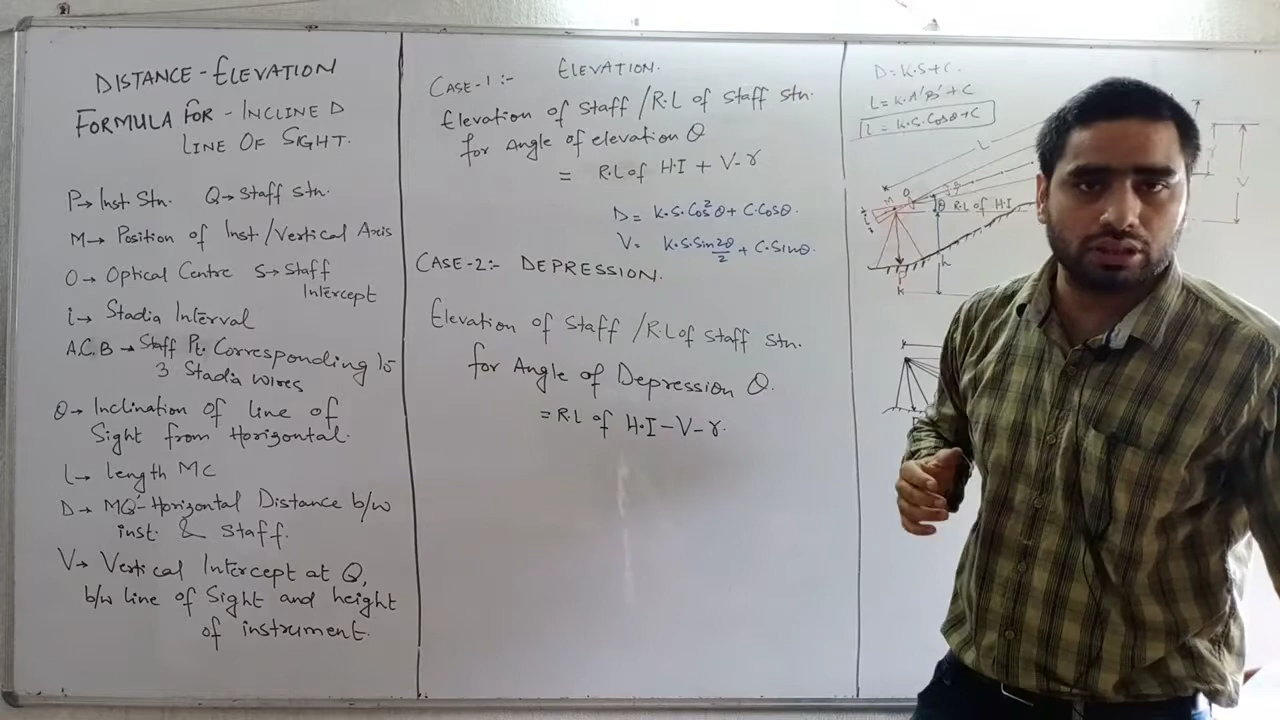 DISTANCE-ELEVATION
FORMULA FOR - INCLINED
LINE OF SIGHT.
P→ Inst. Stn. Q→ Staff Stn.
M→ Position of Inst/Vertical Axis
O→ Optical Centre S→ Staff
Intercept
i→ Stadia Interval
A.C.B → Staff Pt. Corresponding to
3 Stadia Wires
θ→ Inclination of line of
Sight from Horizontal.
L→ Length MC
D→ MQ'-Horizontal Distance b/w
inst. & Staff.
V→ Vertical Intercept at Q,
b/w line of Sight and height
of instrument.
CASE-1:- ELEVATION.
Elevation of Staff/R.L of Staff Stn.
for Angle of elevation θ
= R.L of H.I + V-r
D= K.S.Cos²θ + C.Cosθ.
V= K.S.Sin2θ/2 + C.Sinθ.
CASE-2:- DEPRESSION.
Elevation of Staff/R.L of Staff Stn.
for Angle of Depression θ.
= R.L of H.I-V-r.
D=K.S+C.
L= K.A'B'+C
L= K.S.Cosθ+C
L
M
O
θ
R.L of H.I
V
P
h